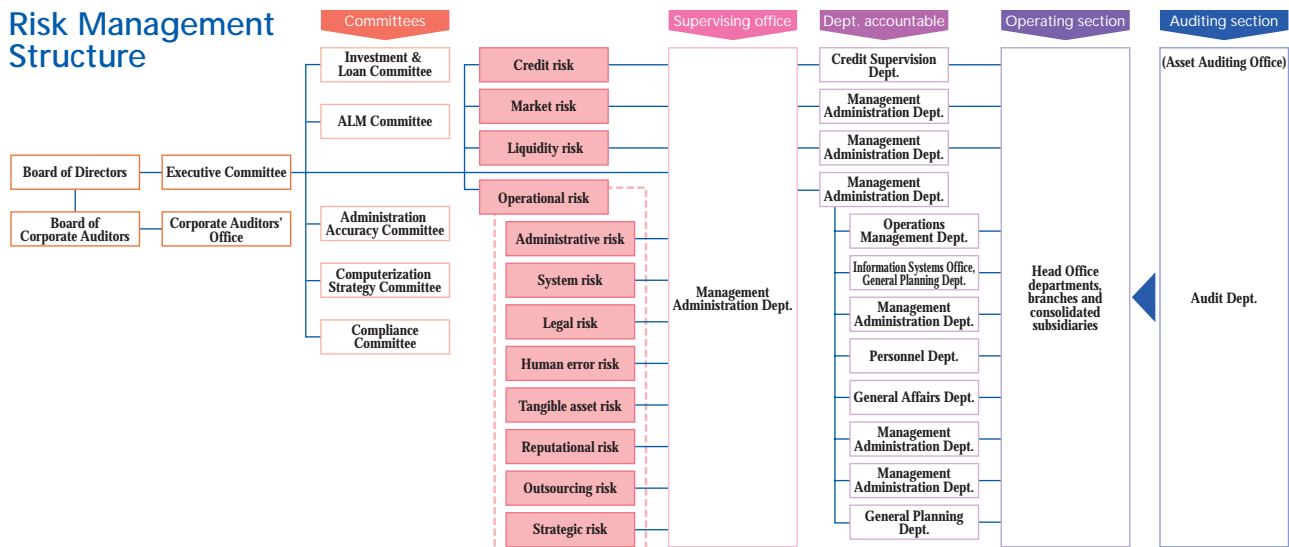 Risk Management
Structure
Committees
Supervising office
Dept. accountable
Operating section
Auditing section
Board of Directors
Executive Committee
Board of
Corporate Auditors
Corporate Auditors'
Office
Investment &
Loan Committee
ALM Committee
Administration
Accuracy Committee
Computerization
Strategy Committee
Compliance
Committee
Credit risk
Market risk
Liquidity risk
Operational risk
Administrative risk
System risk
Legal risk
Human error risk
Tangible asset risk
Reputational risk
Outsourcing risk
Strategic risk
Management
Administration Dept.
Credit Supervision
Dept.
Management
Administration Dept.
Management
Administration Dept.
Management
Administration Dept.
Operations
Management Dept.
Information Systems Office,
General Planning Dept.
Management
Administration Dept.
Personnel Dept.
General Affairs Dept.
Management
Administration Dept.
Management
Administration Dept.
General Planning
Dept.
Head Office
departments,
branches and
consolidated
subsidiaries
(Asset Auditing Office)
Audit Dept.